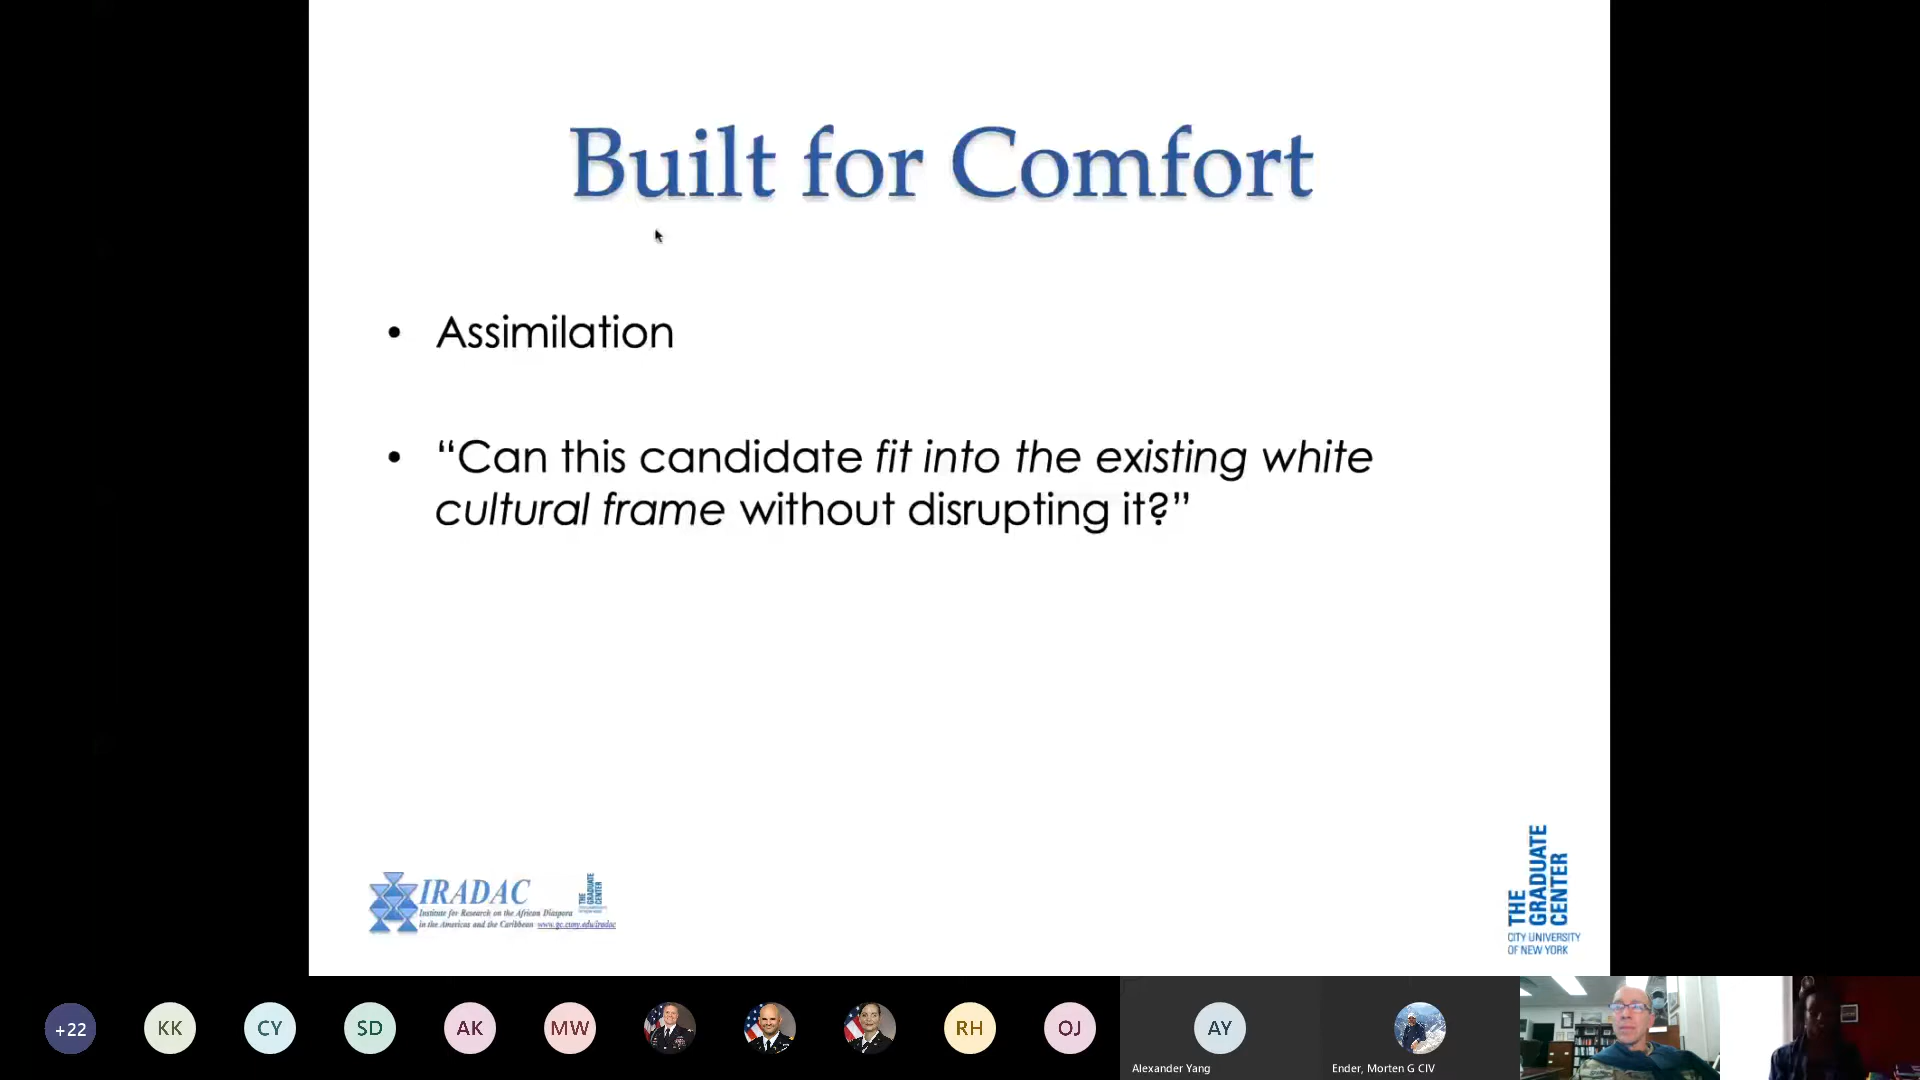 Built for Comfort
• Assimilation
• “Can this candidate fit into the existing white
cultural frame without disrupting it?”
IRADAC
Institute for Research on the African Diaspora
in the Americas and the Caribbean www.gc.cuny.edu/iradac
THE
GRADUATE
CENTER
THE
GRADUATE
CENTER
CITY UNIVERSITY
OF NEW YORK
+22
KK
CY
SD
AK
MW
RH
OJ
AY
Alexander Yang
Ender, Morten G CIV